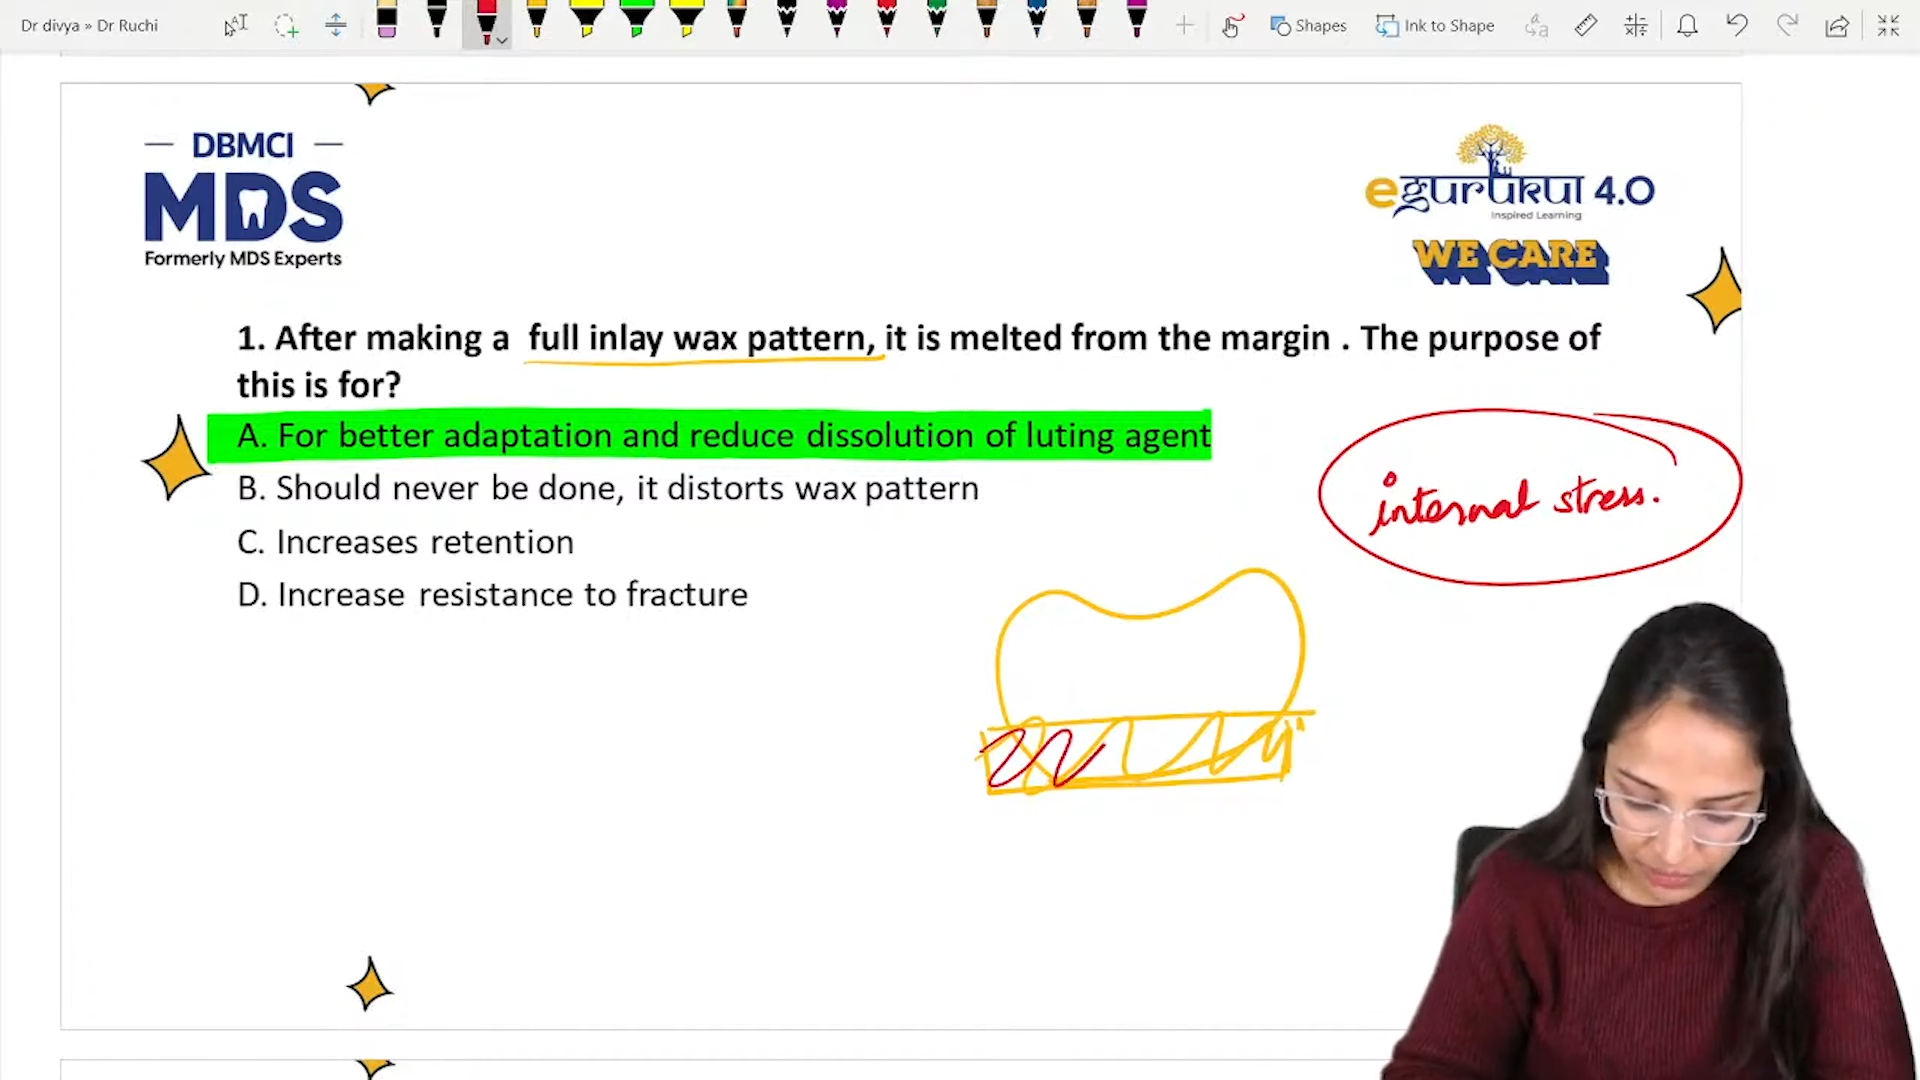 Dr divya » Dr Ruchi
Shapes
Ink to Shape
DBMCI
MDS
Formerly MDS Experts
egurukul 4.0
Inspired Learning
WE CARE
1. After making a full inlay wax pattern, it is melted from the margin . The purpose of
this is for?
A. For better adaptation and reduce dissolution of luting agent
B. Should never be done, it distorts wax pattern
C. Increases retention
D. Increase resistance to fracture
internal stress.